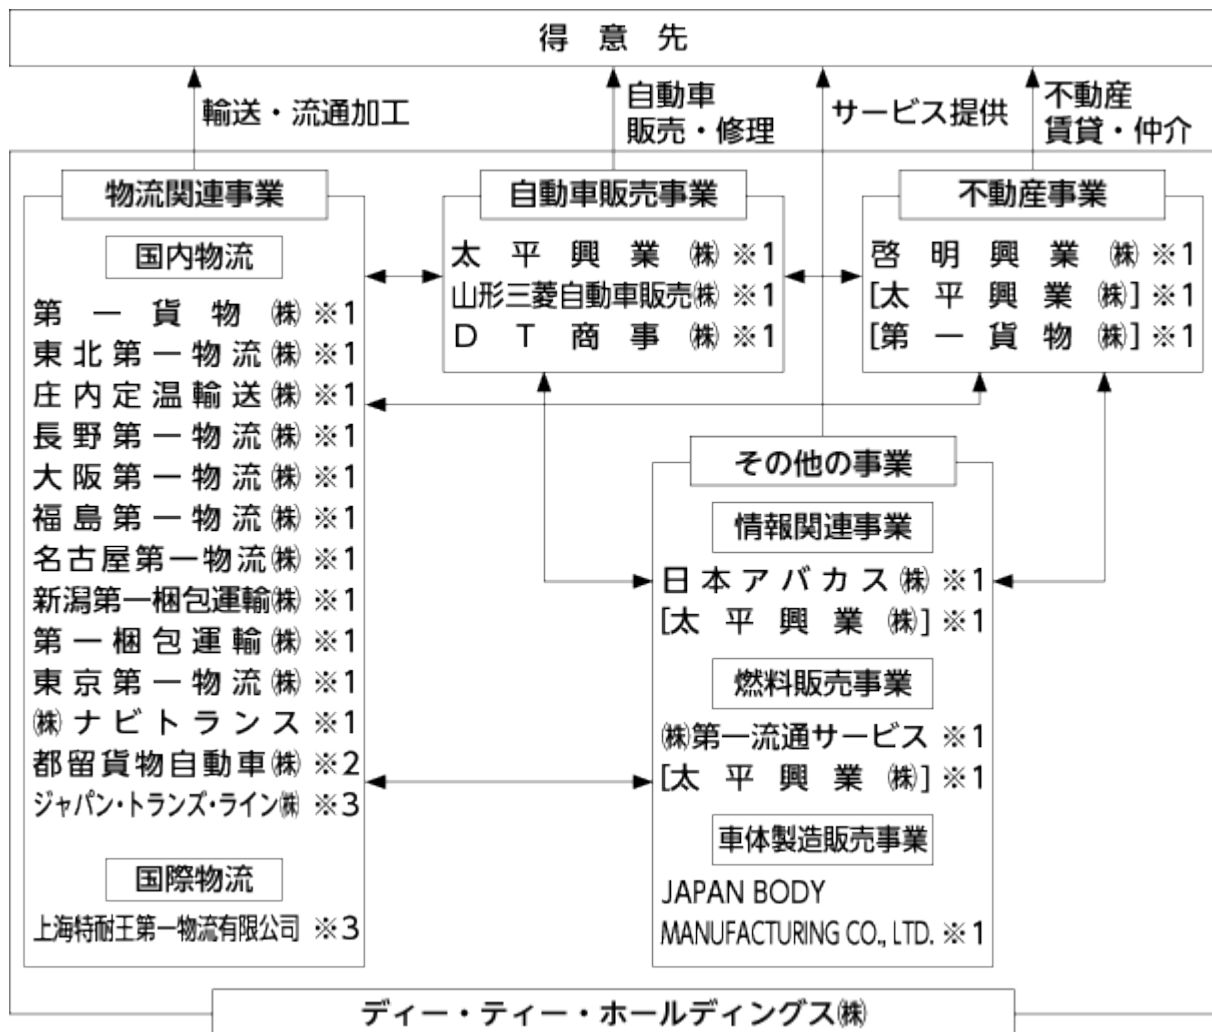 得意先
輸送・流通加工
自動車
販売・修理
サービス提供
不動産
賃貸・仲介
物流関連事業
国内物流
第一貨物㈱ ※1
東北第一物流㈱ ※1
庄内定温輸送㈱ ※1
長野第一物流㈱ ※1
大阪第一物流㈱ ※1
福島第一物流㈱ ※1
名古屋第一物流㈱ ※1
新潟第一梱包運輸㈱ ※1
第一梱包運輸㈱ ※1
東京第一物流㈱ ※1
㈱ナビトランス ※1
都留貨物自動車㈱ ※2
ジャパン・トランズ・ライン㈱ ※3
国際物流
上海特耐王第一物流有限公司 ※3
自動車販売事業
太平興業㈱ ※1
山形三菱自動車販売㈱ ※1
DT商事㈱ ※1
不動産事業
啓明興業㈱ ※1
[太平興業㈱] ※1
[第一貨物㈱] ※1
その他の事業
情報関連事業
日本アバカス㈱ ※1
[太平興業㈱] ※1
燃料販売事業
㈱第一流通サービス ※1
[太平興業㈱] ※1
車体製造販売事業
JAPAN BODY
MANUFACTURING CO., LTD. ※1
ディー・ティー・ホールディングス㈱